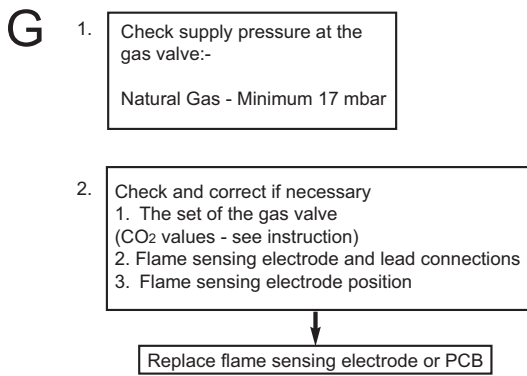 G
1. Check supply pressure at the
gas valve:-
Natural Gas - Minimum 17 mbar
2. Check and correct if necessary
1. The set of the gas valve
(CO2 values - see instruction)
2. Flame sensing electrode and lead connections
3. Flame sensing electrode position
Replace flame sensing electrode or PCB